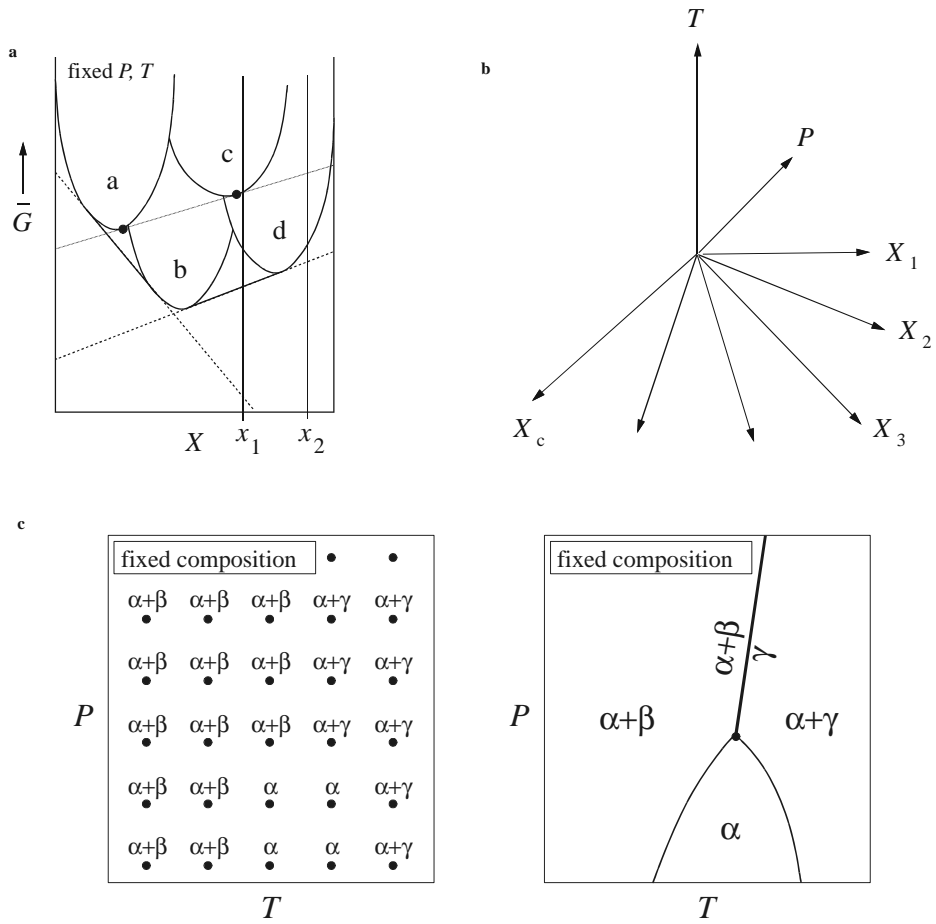 a
fixed P, T
a
c
b
d
G̅
X
x1
x2
b
T
P
X1
X2
X3
Xc
c
fixed composition
α+β α+β α+β α+γ α+γ
α+β α+β α+β α+γ α+γ
α+β α+β α+β α+γ α+γ
α+β α+β α α α+γ
α+β α+β α α α+γ
P
T
fixed composition
α+β
γ
α+β
α+γ
α
P
T